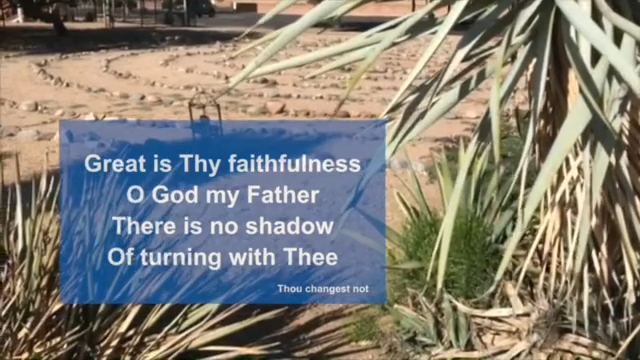 Great is Thy faithfulness
O God my Father
There is no shadow
Of turning with Thee
Thou changest not